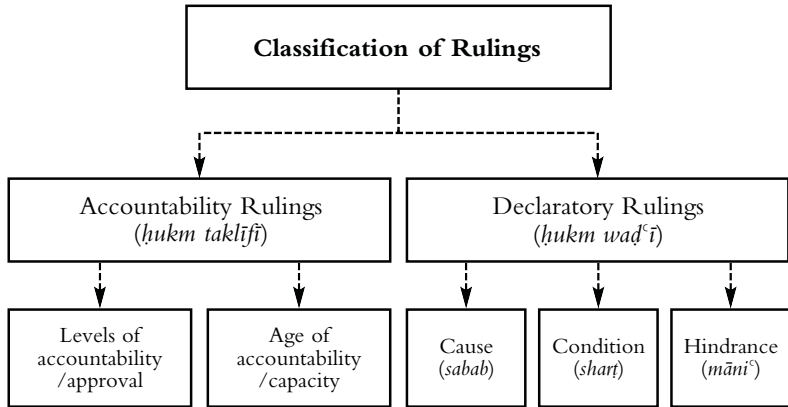 Classification of Rulings
Accountability Rulings
(ḥukm taklīfī)
Declaratory Rulings
(ḥukm waḍʿī)
Levels of
accountability
/approval
Age of
accountability
/capacity
Cause
(sabab)
Condition
(sharṭ)
Hindrance
(māniʿ)